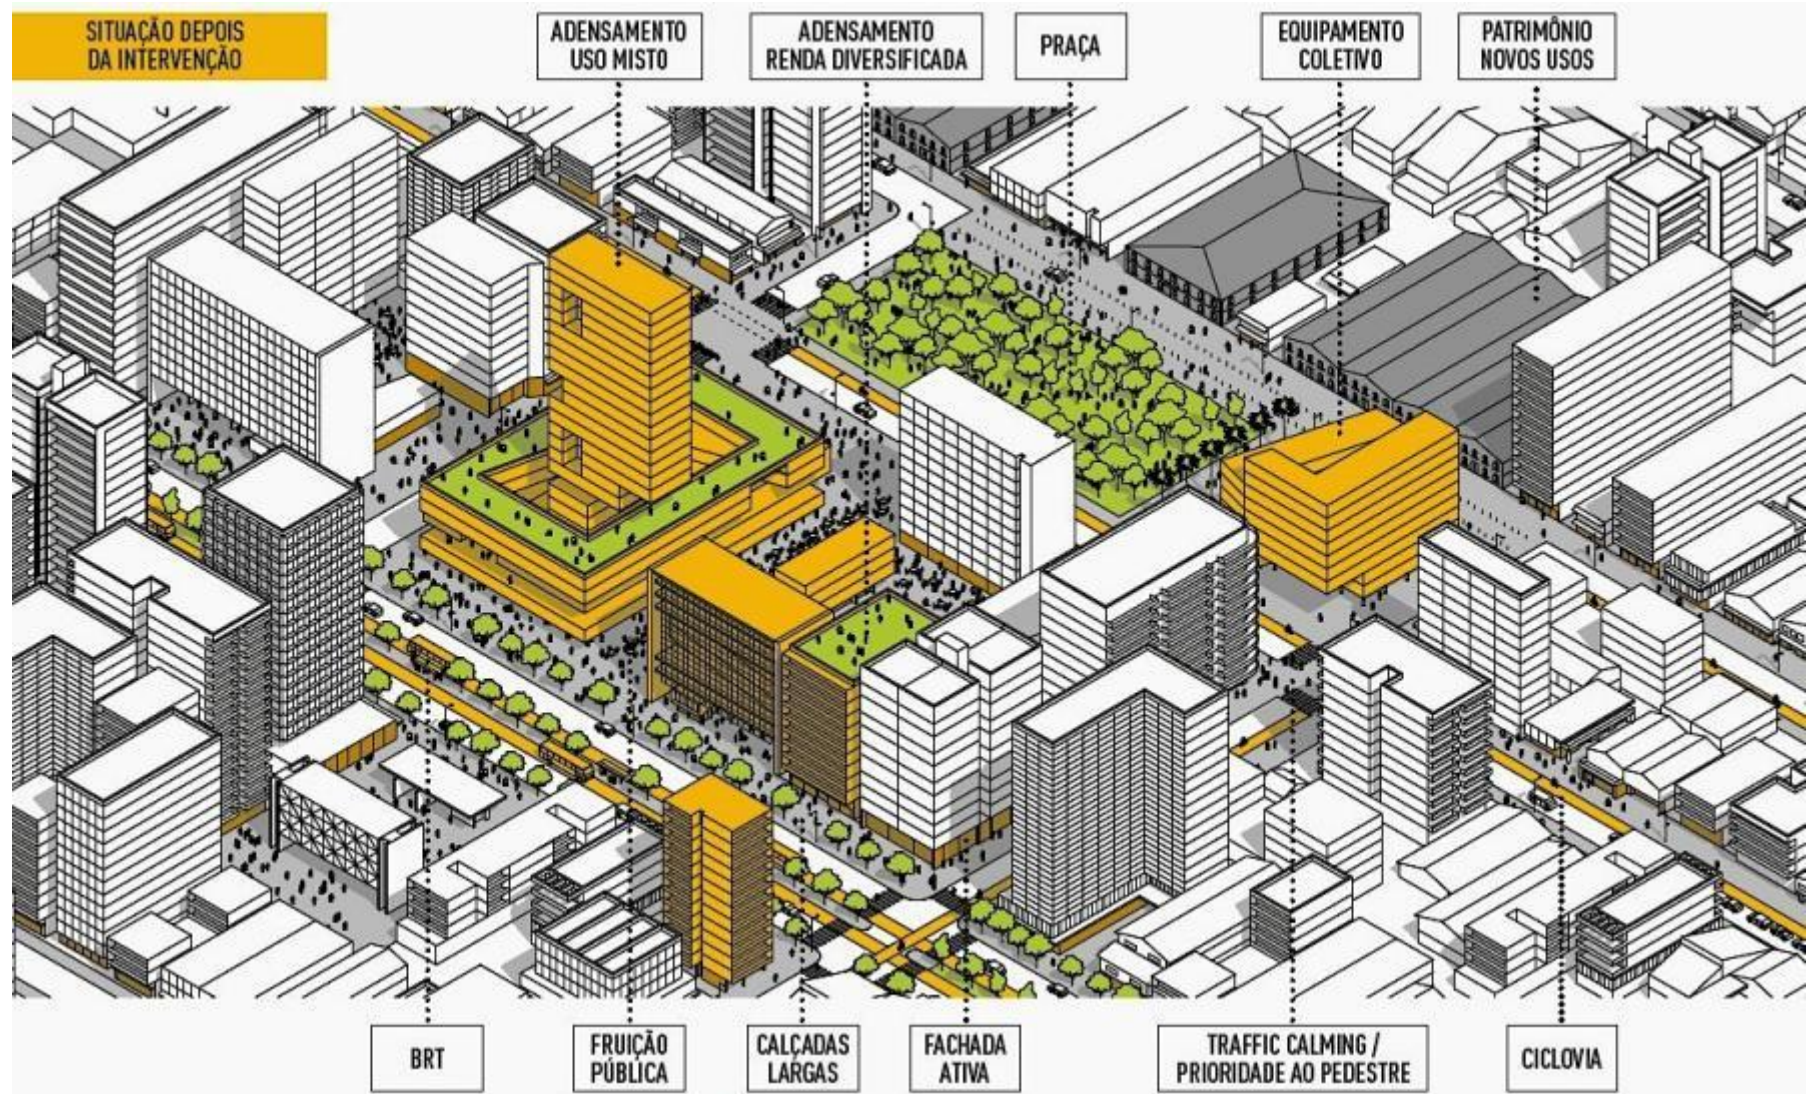 SITUAÇÃO DEPOIS
DA INTERVENÇÃO
ADENSAMENTO
USO MISTO
ADENSAMENTO
RENDA DIVERSIFICADA
PRAÇA
EQUIPAMENTO
COLETIVO
PATRIMÔNIO
NOVOS USOS
BRT
FRUIÇÃO
PÚBLICA
CALÇADAS
LARGAS
FACHADA
ATIVA
TRAFFIC CALMING /
PRIORIDADE AO PEDESTRE
CICLOVIA